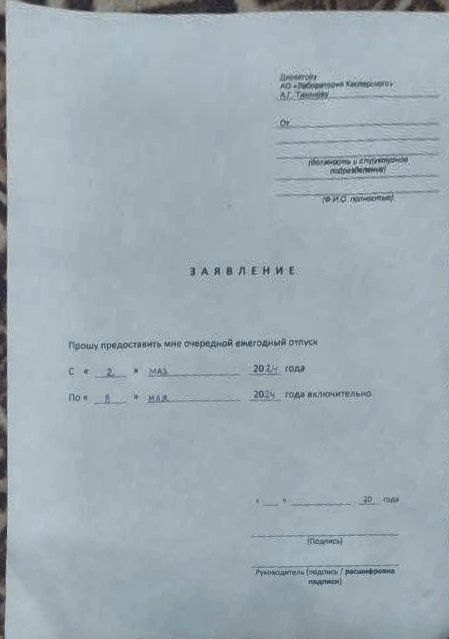 Директору
АО «Лаборатория Касперского»
А.Г.
От
(должность и структурное
подразделение)
(Ф.И.О. полностью)
ЗАЯВЛЕНИЕ
Прошу предоставить мне очередной ежегодный отпуск
С « 2 » мая 2024 года
По « 8 » мая 2024 года включительно
« » 20 года
(Подпись)
Руководитель (подпись / расшифровка
подписи)